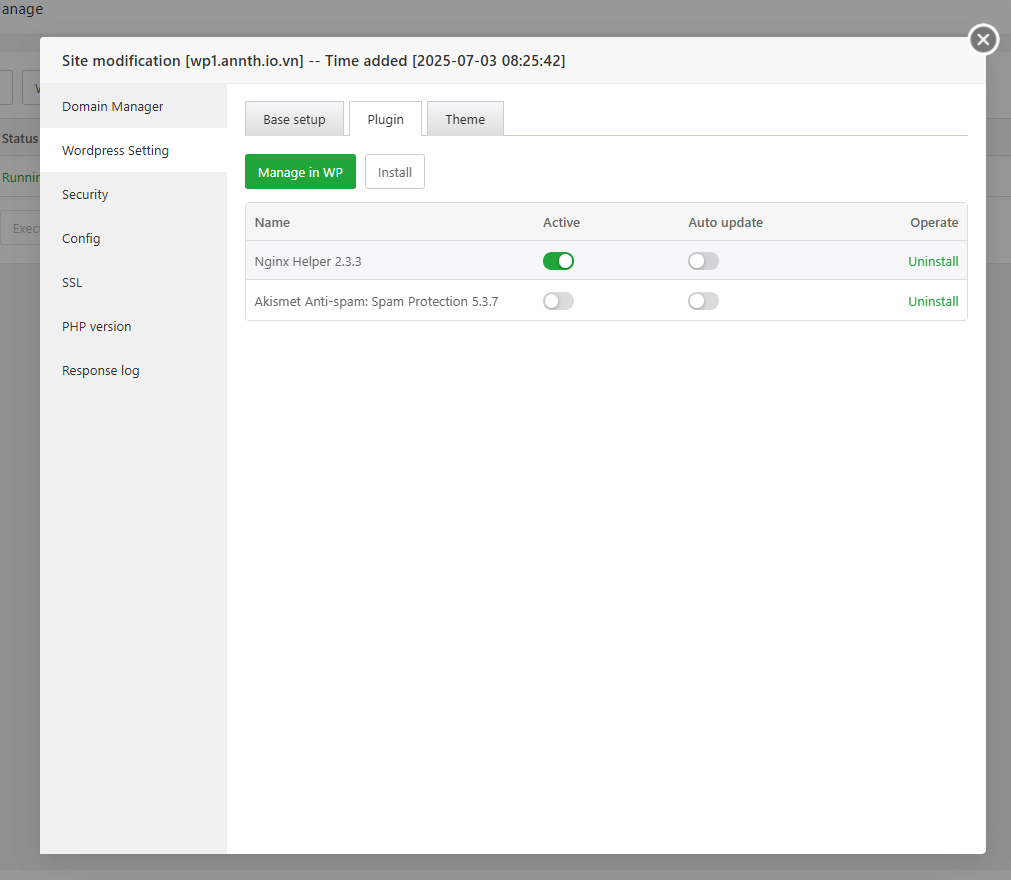 anage
Site modification [wp1.annth.io.vn] -- Time added [2025-07-03 08:25:42]
Domain Manager
Wordpress Setting
Security
Config
SSL
PHP version
Response log
Base setup Plugin Theme
Manage in WP Install
Name Active Auto update Operate
Nginx Helper 2.3.3 Uninstall
Akismet Anti-spam: Spam Protection 5.3.7 Uninstall
Status
Runnin
Exec